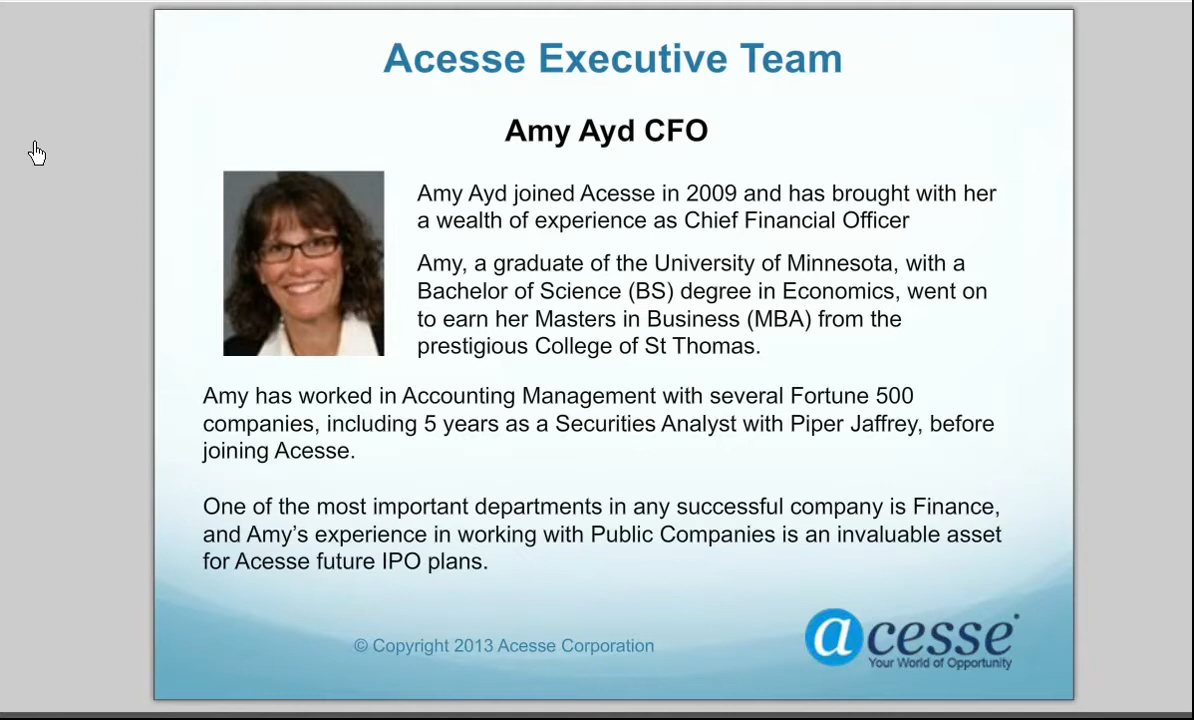 Acesse Executive Team
Amy Ayd CFO
Amy Ayd joined Acesse in 2009 and has brought with her
a wealth of experience as Chief Financial Officer
Amy, a graduate of the University of Minnesota, with a
Bachelor of Science (BS) degree in Economics, went on
to earn her Masters in Business (MBA) from the
prestigious College of St Thomas.
Amy has worked in Accounting Management with several Fortune 500
companies, including 5 years as a Securities Analyst with Piper Jaffrey, before
joining Acesse.
One of the most important departments in any successful company is Finance,
and Amy’s experience in working with Public Companies is an invaluable asset
for Acesse future IPO plans.
© Copyright 2013 Acesse Corporation
acesse
Your World of Opportunity